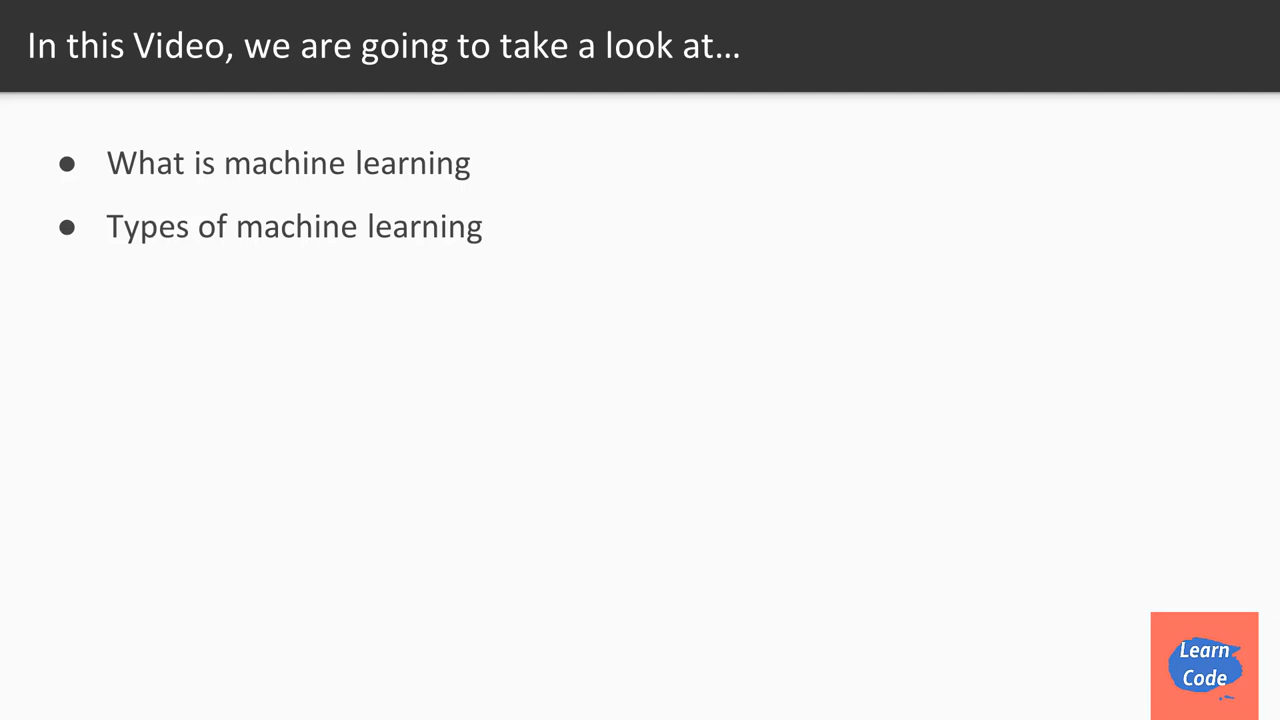 In this Video, we are going to take a look at...
● What is machine learning
● Types of machine learning
Learn
Code